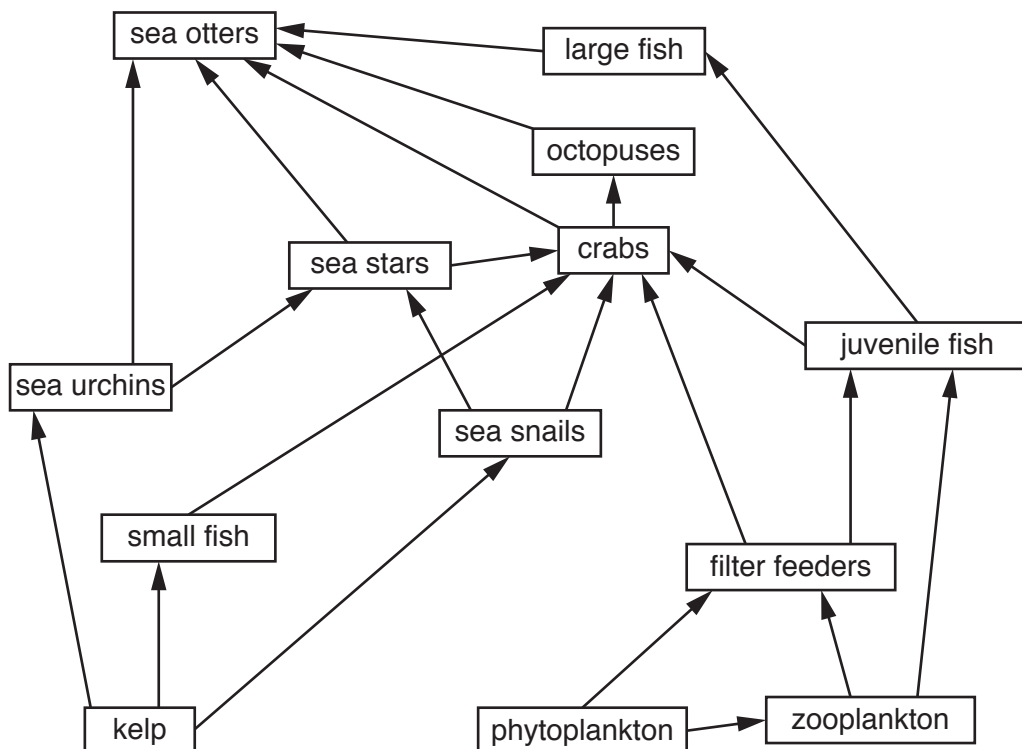 sea otters
large fish
octopuses
crabs
sea stars
juvenile fish
sea urchins
sea snails
small fish
filter feeders
kelp
phytoplankton
zooplankton